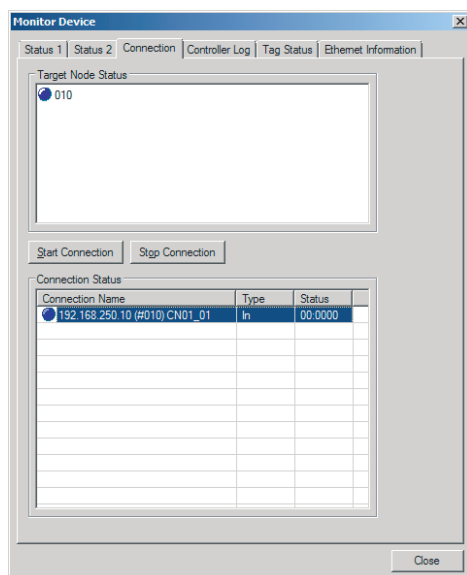 Monitor Device
Status 1 Status 2 Connection Controller Log Tag Status Ethernet Information
Target Node Status
010
Start Connection Stop Connection
Connection Status
Connection Name Type Status
192.168.250.10 (#010) CN01_01 In 00:0000
Close